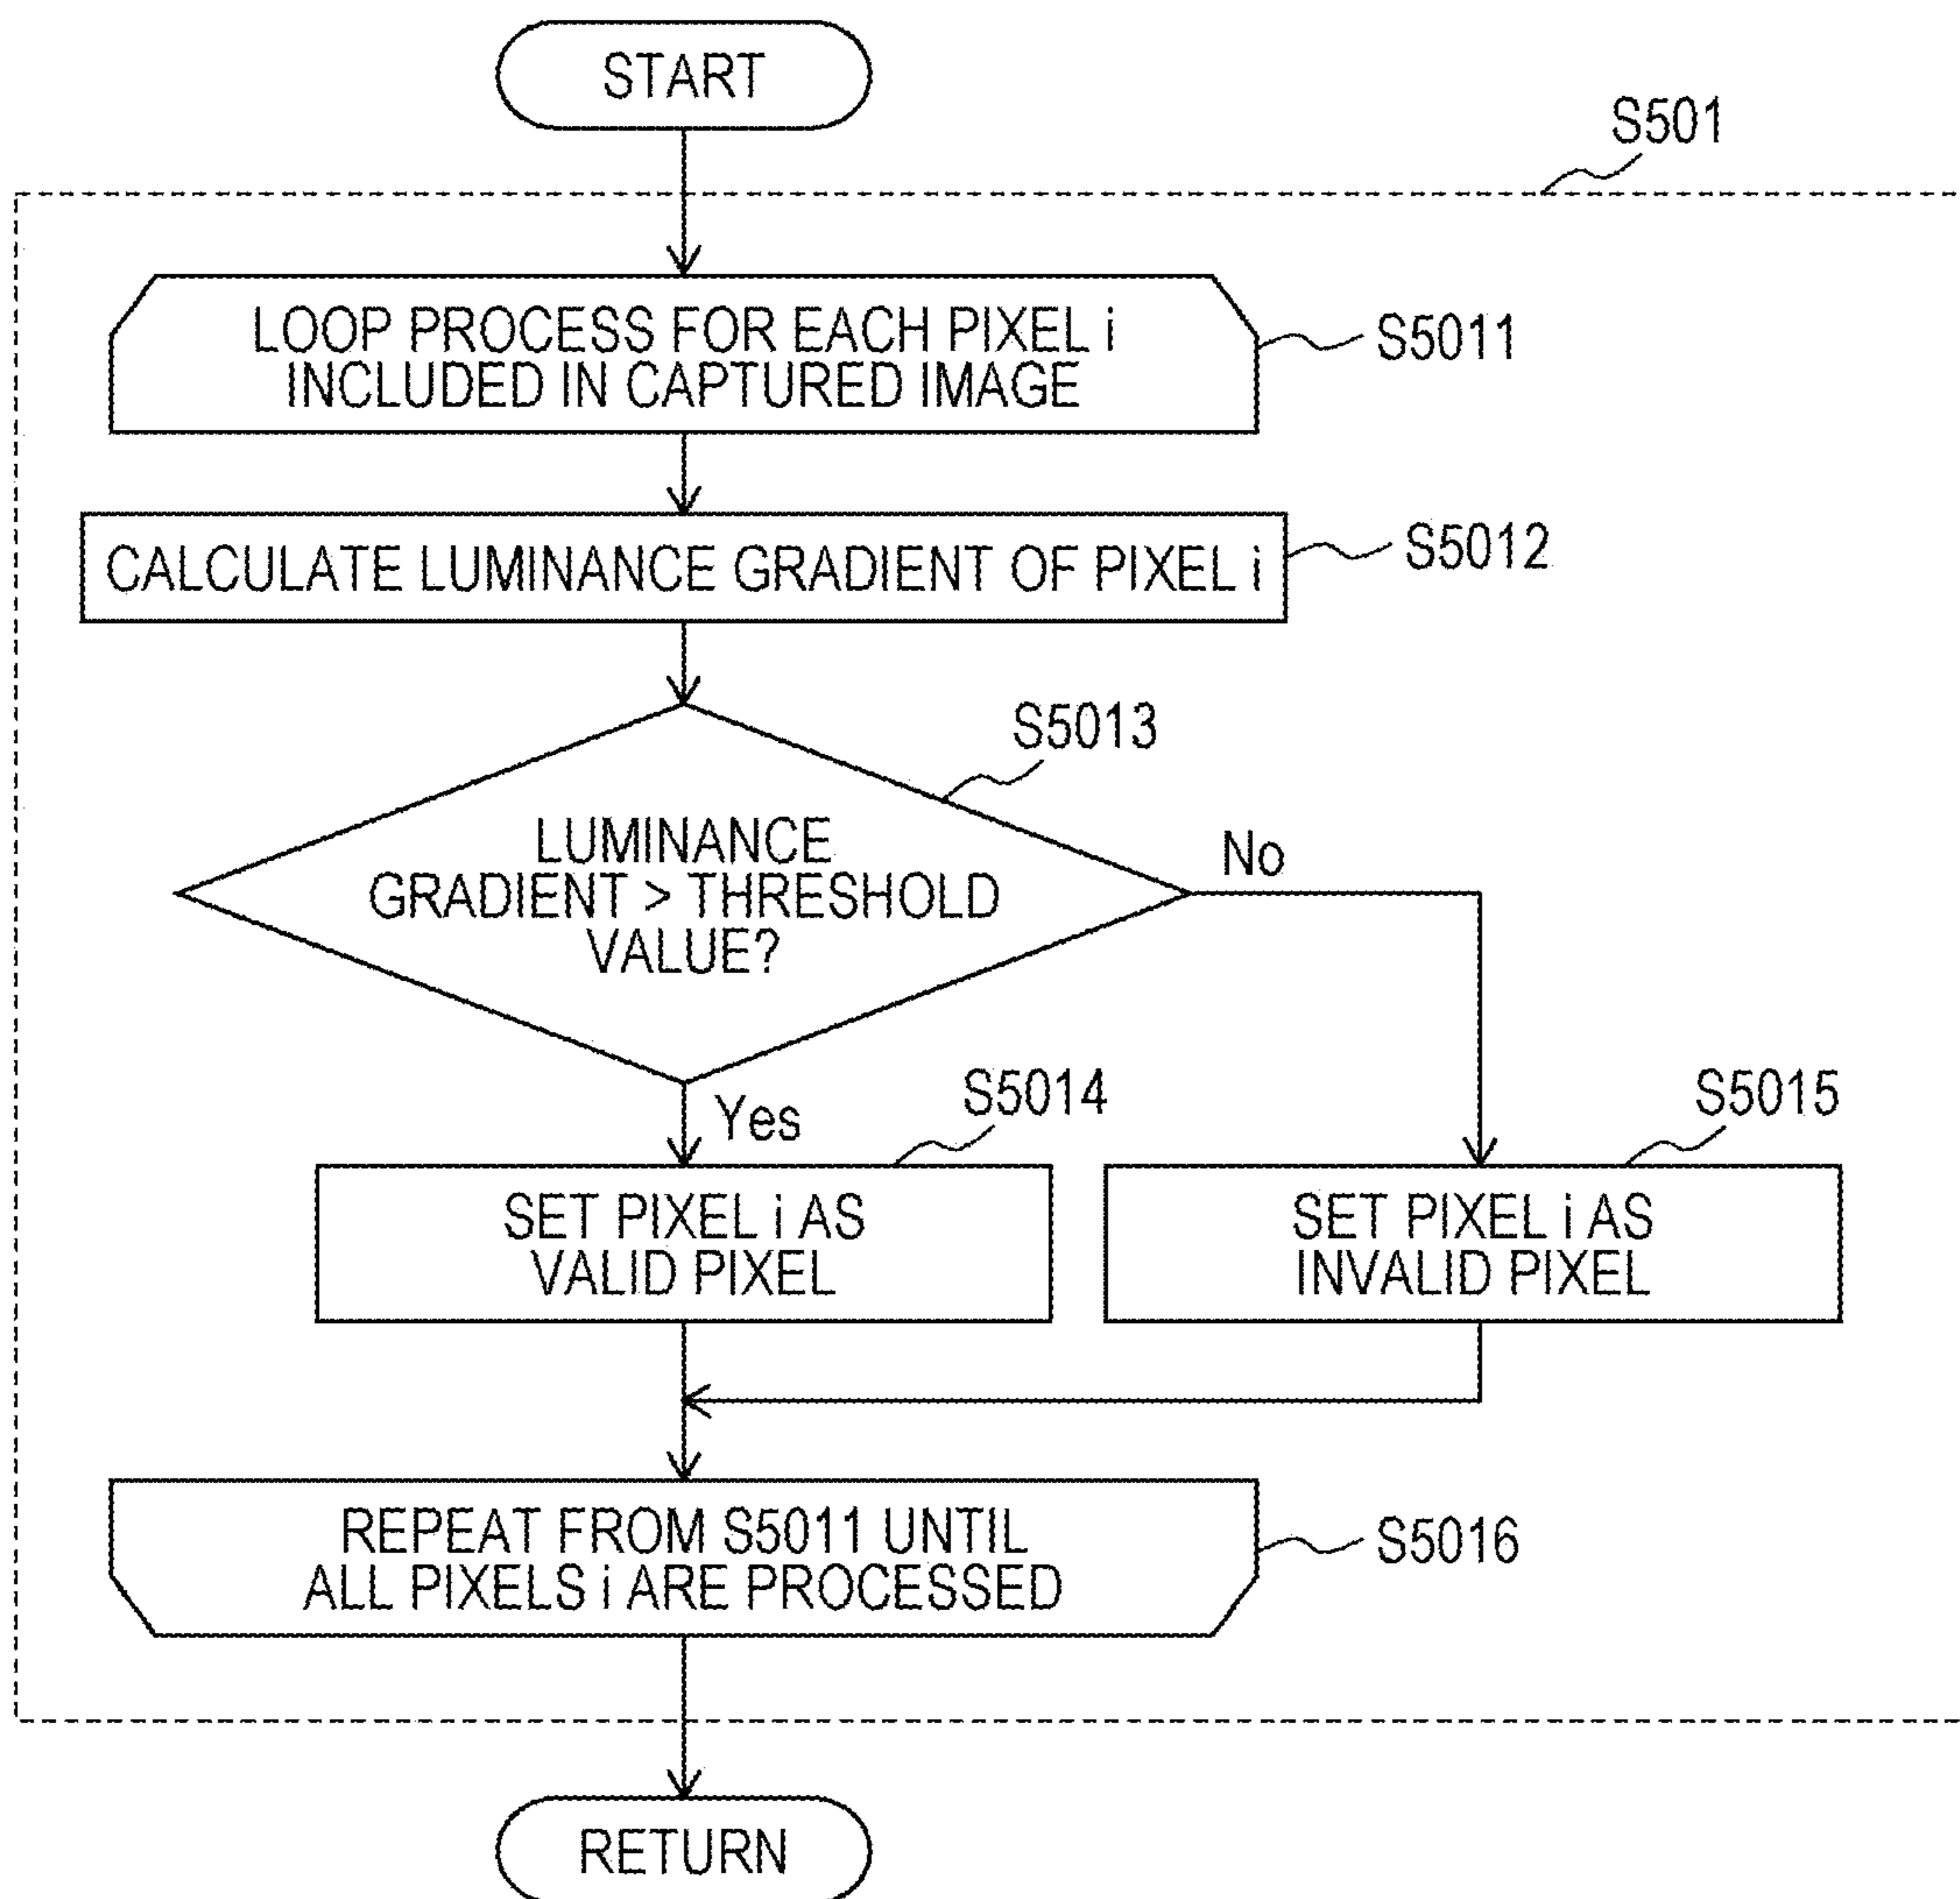 START
S501
LOOP PROCESS FOR EACH PIXEL i
INCLUDED IN CAPTURED IMAGE
S5011
CALCULATE LUMINANCE GRADIENT OF PIXEL i
S5012
S5013
LUMINANCE
GRADIENT > THRESHOLD
VALUE?
No
Yes
S5014
S5015
SET PIXEL i AS
VALID PIXEL
SET PIXEL i AS
INVALID PIXEL
REPEAT FROM S5011 UNTIL
ALL PIXELS i ARE PROCESSED
S5016
RETURN